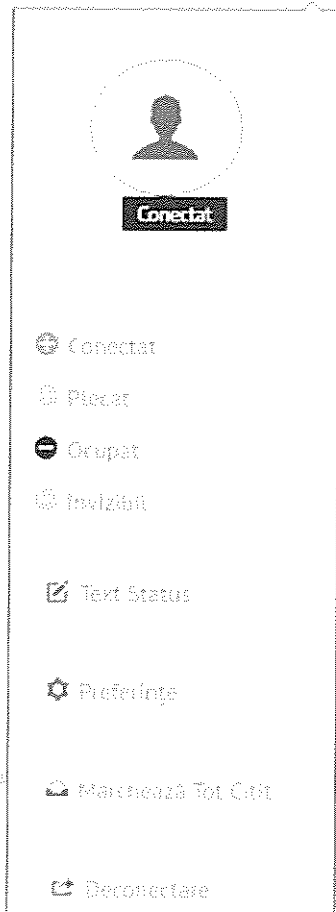 Conectat
Conectat
Plecat
Ocupat
Invizibil
Text Status
Preferințe
Marchează Tot Citit
Deconectare